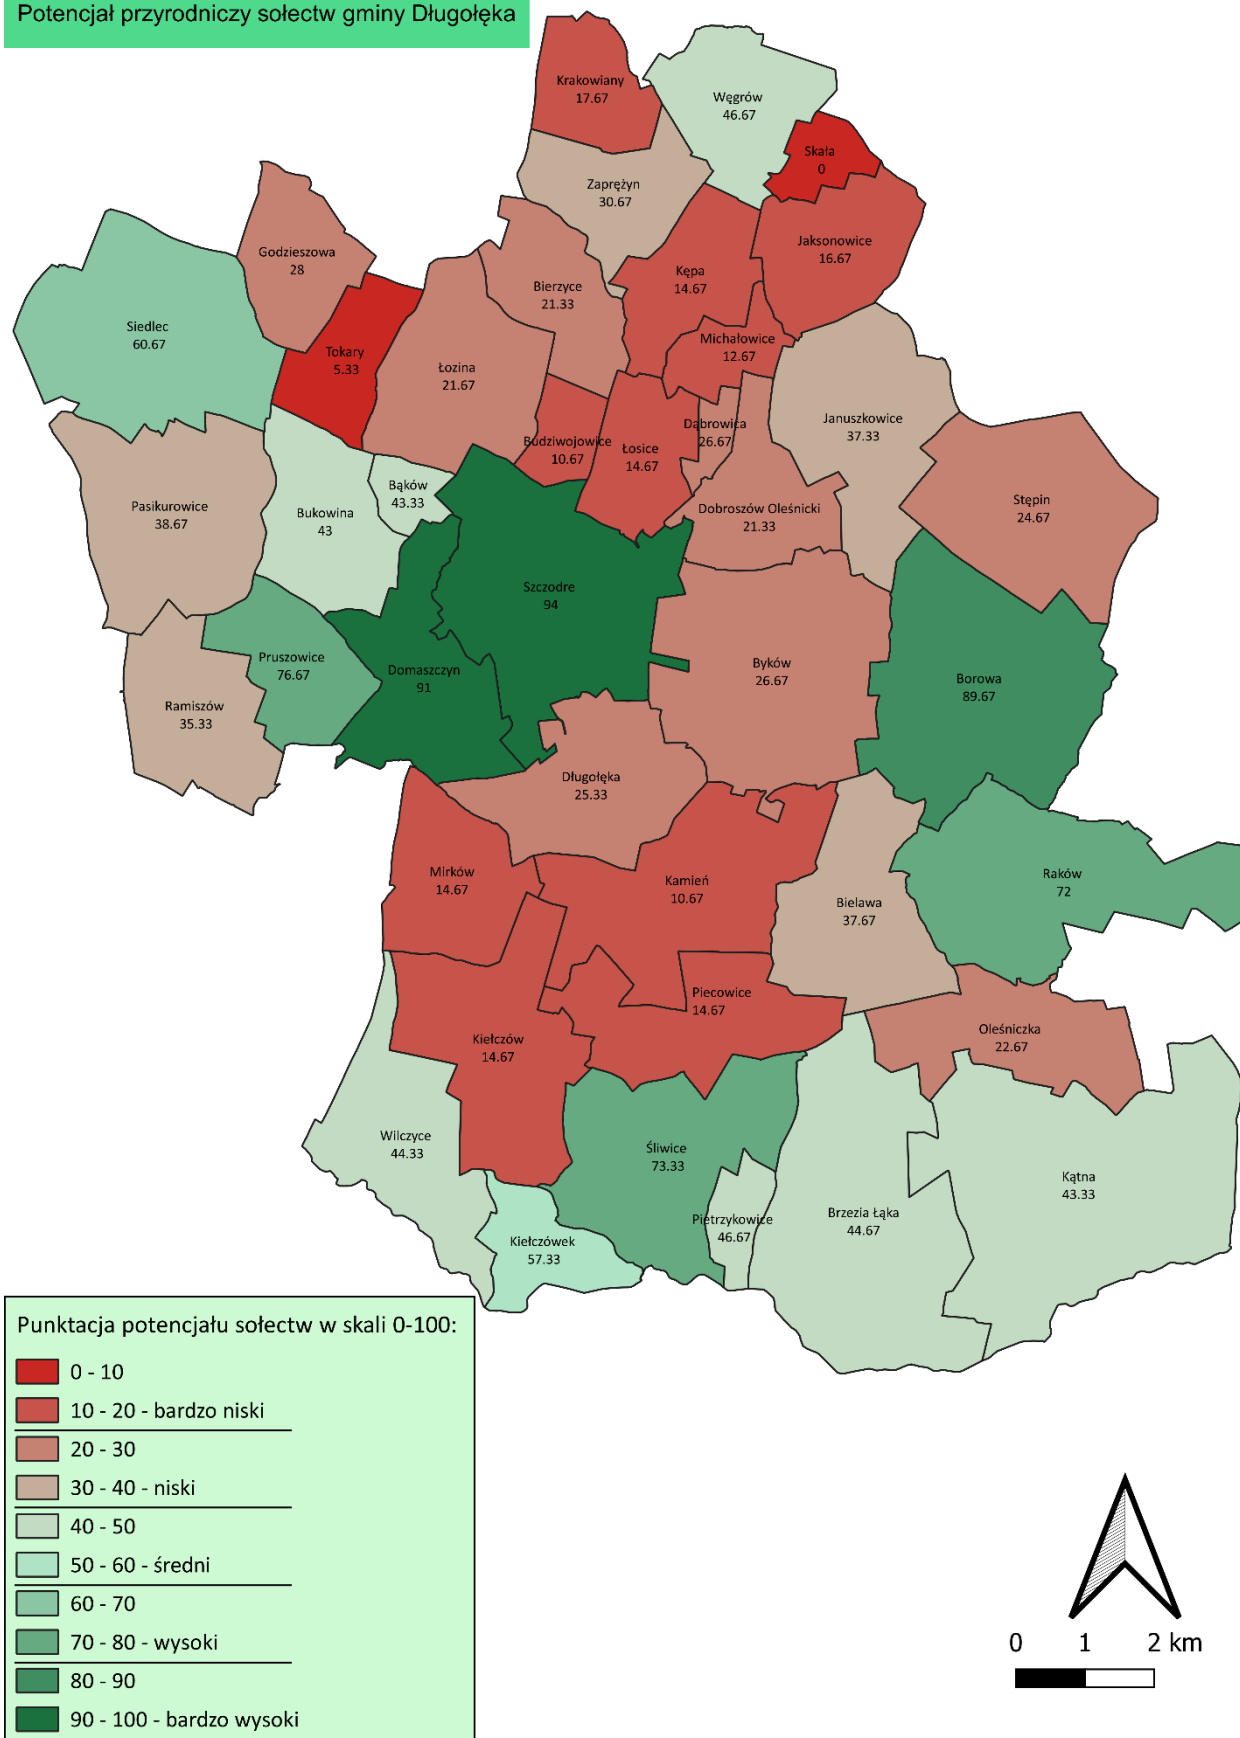 Potencjał przyrodniczy sołectw gminy Długołęka
Krakowiany
17.67
Węgrów
46.67
Skała
0
Zaprężyn
30.67
Jaksonowice
16.67
Godzieszowa
28
Kępa
14.67
Bierzyce
21.33
Siedlec
60.67
Tokary
5.33
Michałowice
12.67
Łozina
21.67
Januszkowice
37.33
Dąbrowica
26.67
Budziwojowice
10.67
Łosice
14.67
Bąków
43.33
Stępin
24.67
Pasikurowice
38.67
Bukowina
43
Dobroszów Oleśnicki
21.33
Szczodre
94
Pruszowice
76.67
Domaszczyn
91
Byków
26.67
Borowa
89.67
Ramiszów
35.33
Długołęka
25.33
Mirków
14.67
Kamień
10.67
Raków
72
Bielawa
37.67
Piecowice
14.67
Oleśniczka
22.67
Kiełczów
14.67
Wilczyce
44.33
Śliwice
73.33
Kątna
43.33
Pietrzykowice
46.67
Brzezia Łąka
44.67
Kiełczówek
57.33
Punktacja potencjału sołectw w skali 0-100:
0 - 10
10 - 20 - bardzo niski
20 - 30
30 - 40 - niski
40 - 50
50 - 60 - średni
60 - 70
70 - 80 - wysoki
80 - 90
90 - 100 - bardzo wysoki
0 1 2 km